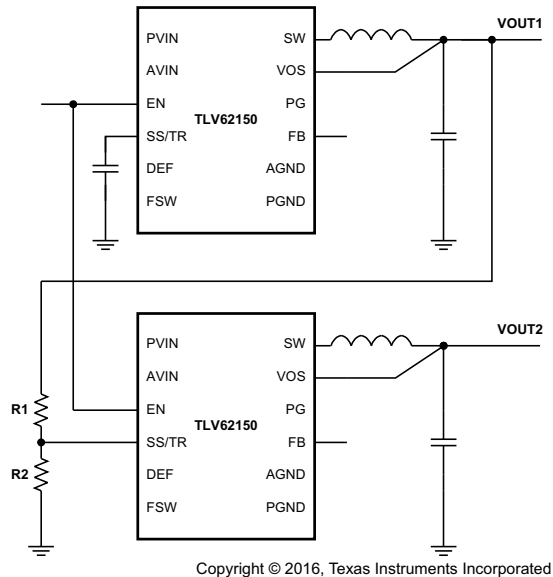 VOUT1
PVIN SW
AVIN VOS
EN PG
TLV62150
SS/TR FB
DEF AGND
FSW PGND
VOUT2
PVIN SW
AVIN VOS
R1 EN PG
TLV62150
SS/TR FB
R2 DEF AGND
FSW PGND
Copyright © 2016, Texas Instruments Incorporated